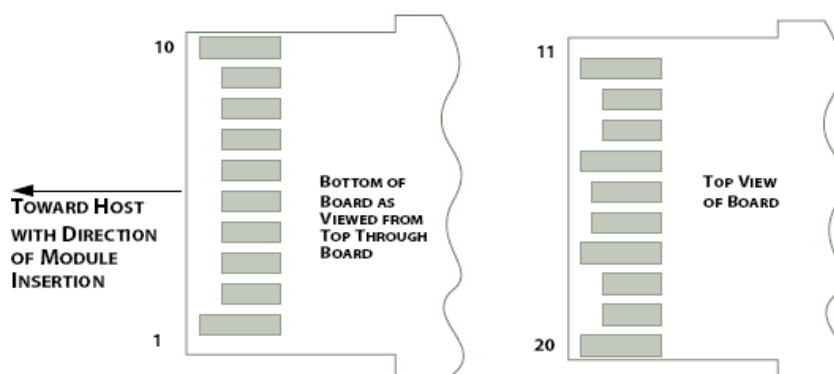 10
1
TOWARD HOST
WITH DIRECTION
OF MODULE
INSERTION
BOTTOM OF
BOARD AS
VIEWED FROM
TOP THROUGH
BOARD
11
20
TOP VIEW
OF BOARD